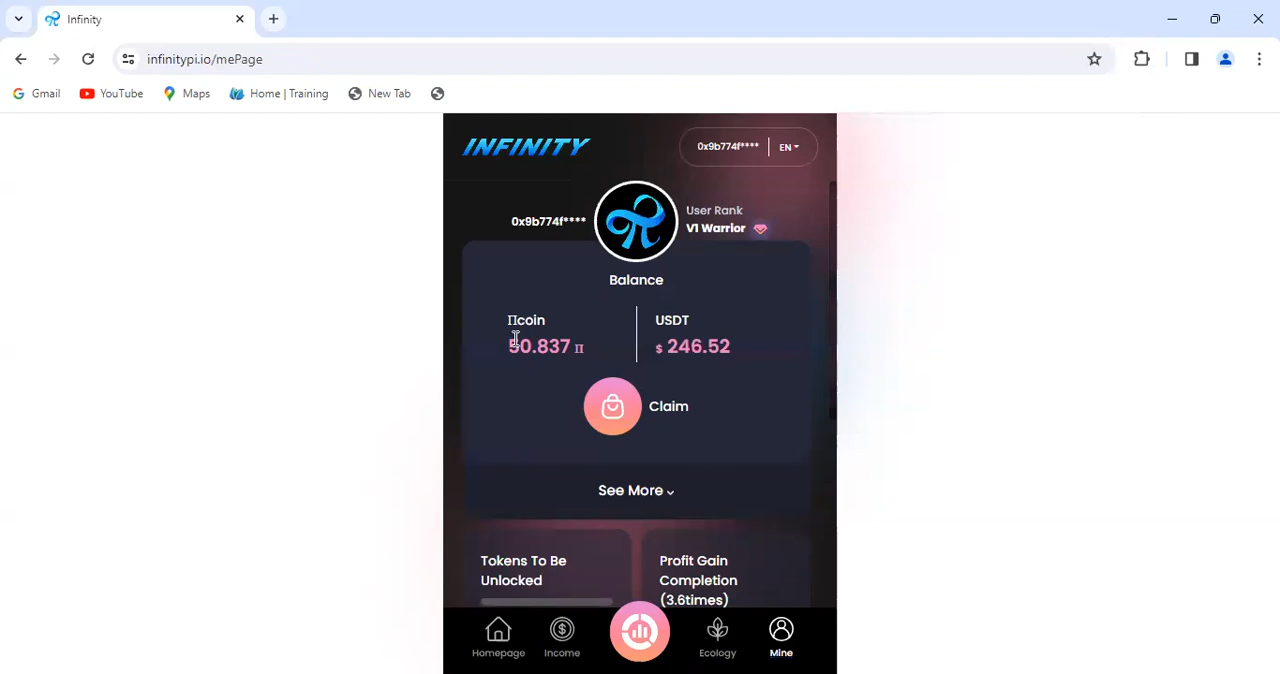 Infinity
infinitypi.io/mePage
Gmail
YouTube
Maps
Home | Training
New Tab
INFINITY
0x9b774f****
EN
0x9b774f****
User Rank
V1 Warrior
Balance
Πcoin
USDT
50.837 Π
$ 246.52
Claim
See More
Tokens To Be
Unlocked
Profit Gain
Completion
(3.6times)
Homepage
Income
Ecology
Mine